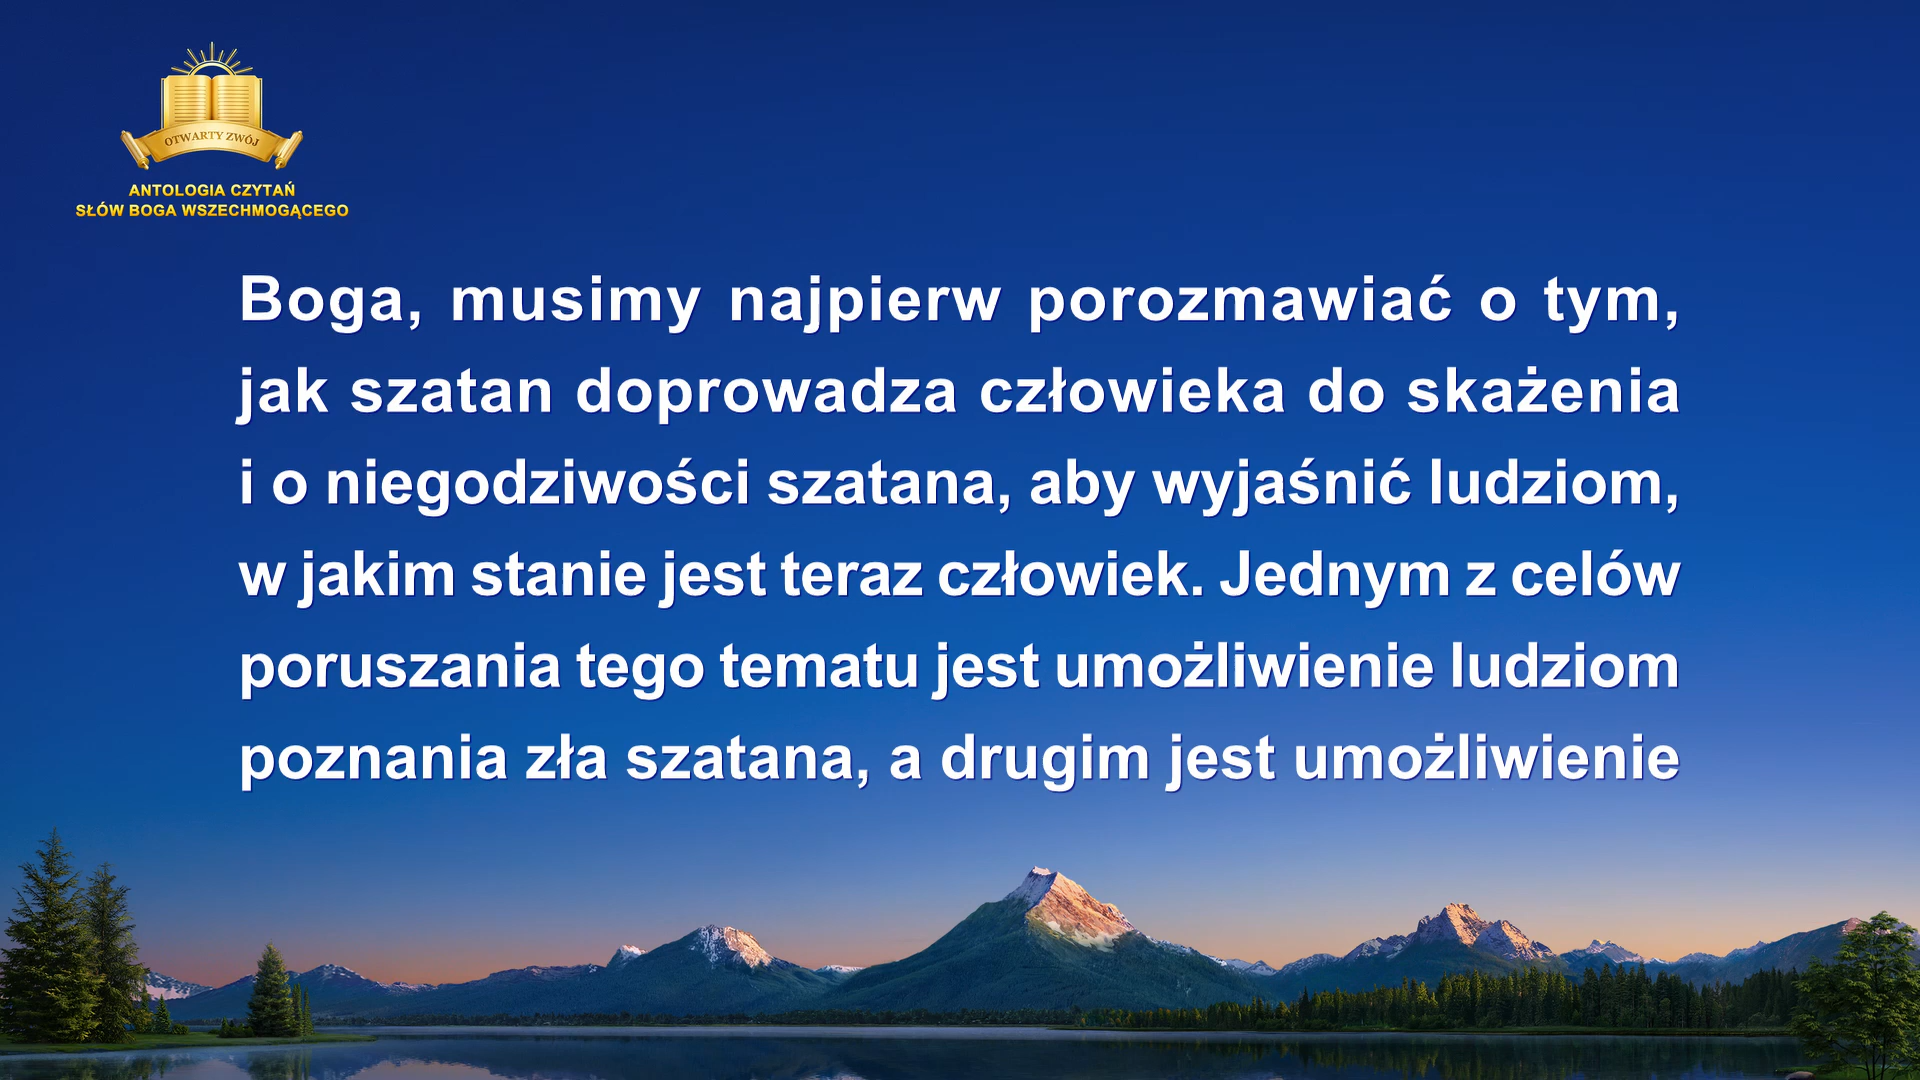 OTWARTY ZWÓJ
ANTOLOGIA CZYTAŃ
SŁÓW BOGA WSZECHMOGĄCEGO
Boga, musimy najpierw porozmawiać o tym,
jak szatan doprowadza człowieka do skażenia
i o niegodziwości szatana, aby wyjaśnić ludziom,
w jakim stanie jest teraz człowiek. Jednym z celów
poruszania tego tematu jest umożliwienie ludziom
poznania zła szatana, a drugim jest umożliwienie